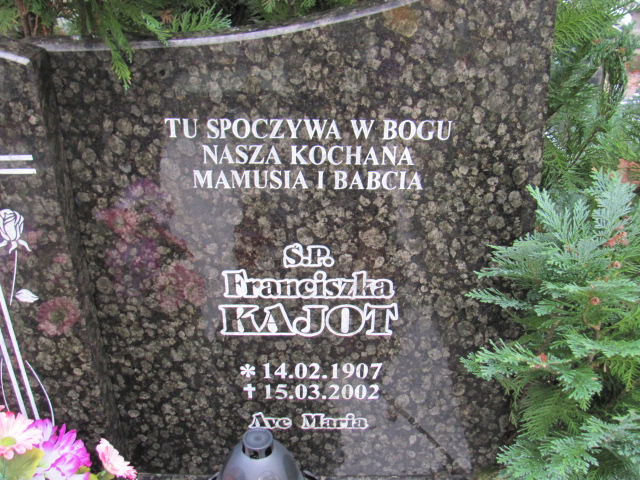 TU SPOCZYWA W BOGU
NASZA KOCHANA
MAMUSIA I BABCIA
Ś.P.
Franciszka
KAJOT
* 14.02.1907
✝ 15.03.2002
Ave Maria